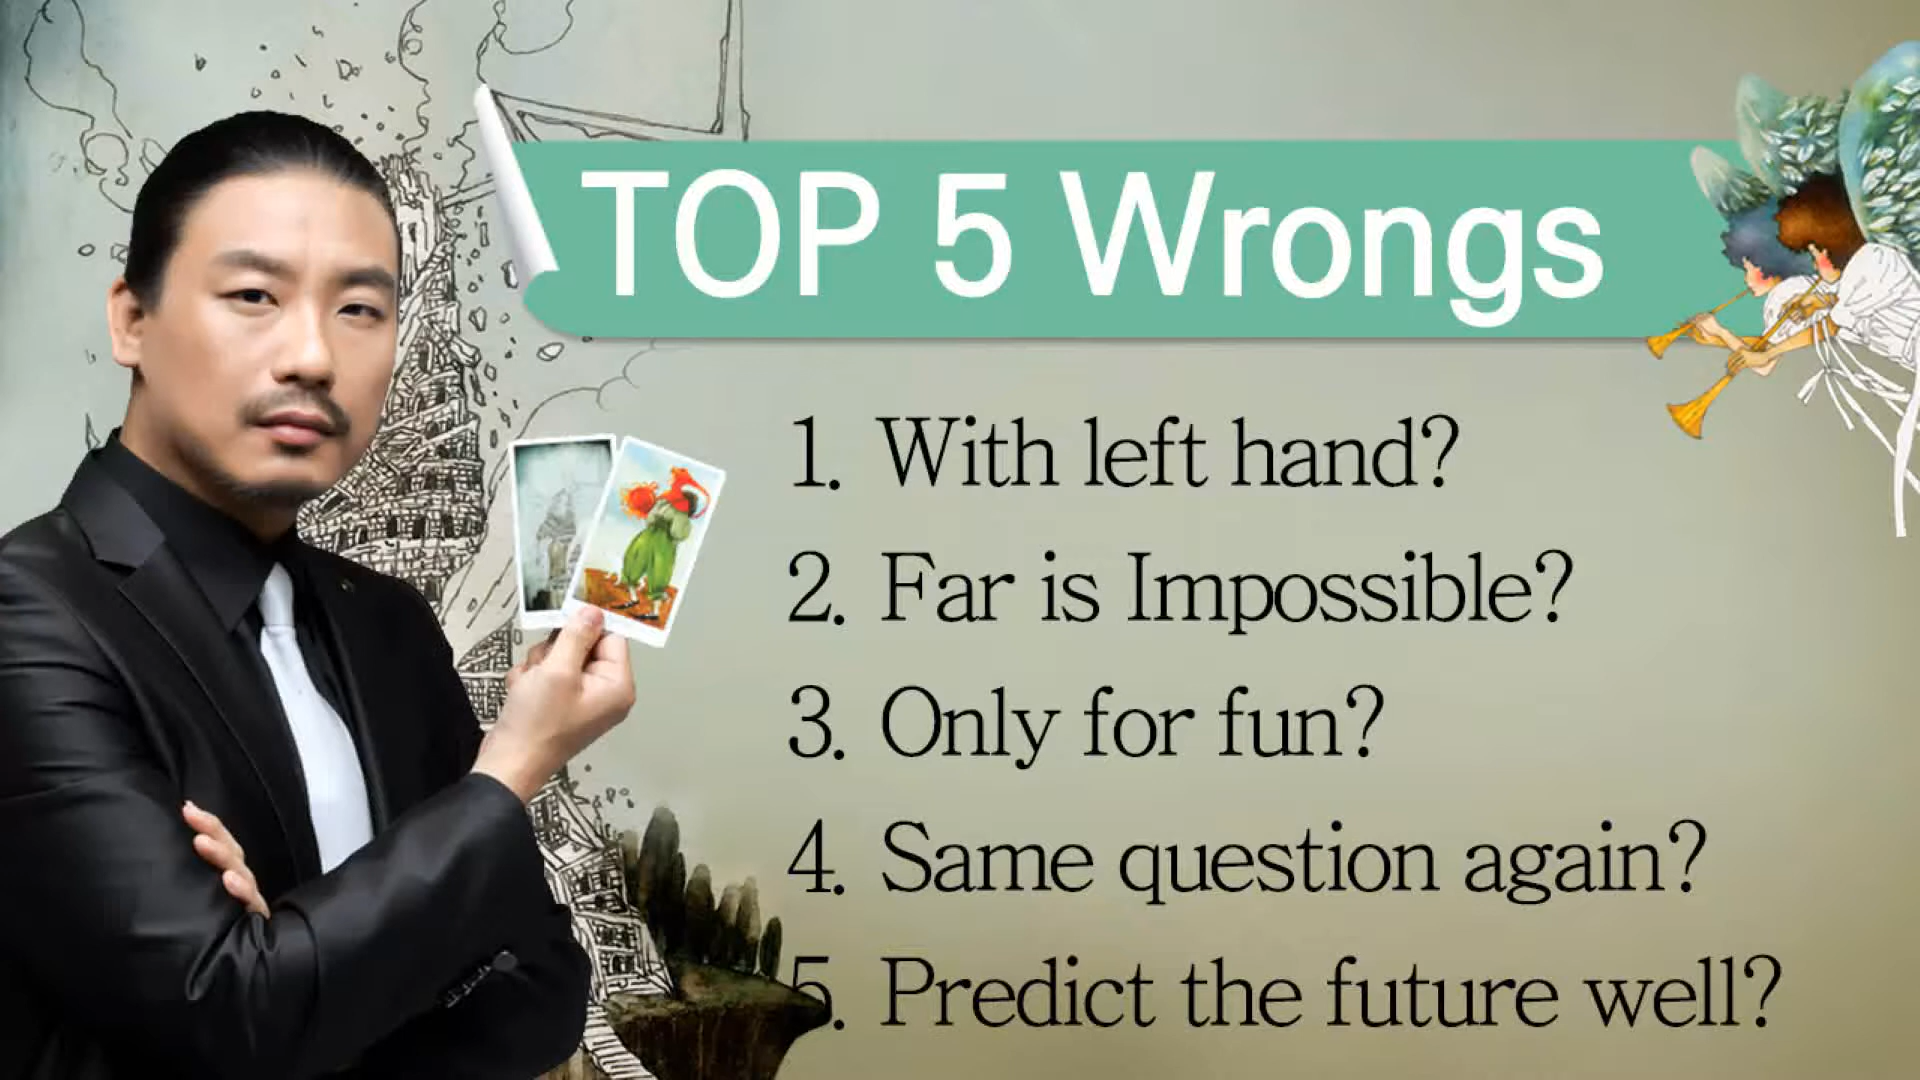 TOP 5 Wrongs
1. With left hand?
2. Far is Impossible?
3. Only for fun?
4. Same question again?
5. Predict the future well?